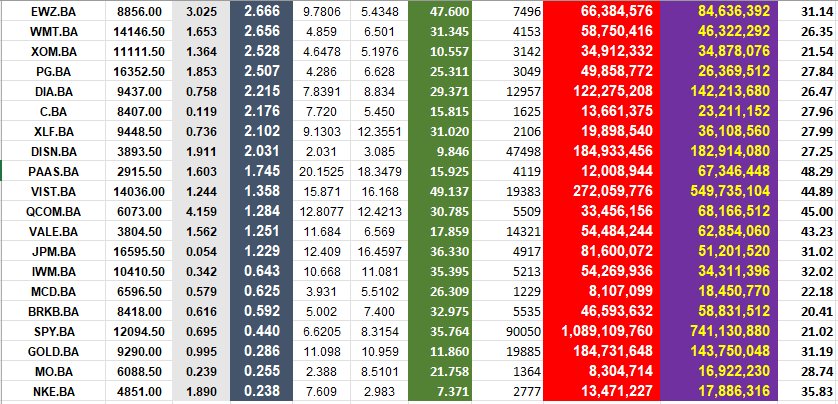 EWZ.BA 8856.00 3.025 2.666 9.7806 5.4348 47.600 7496 66,384,576 84,636,392 31.14
WMT.BA 14146.50 1.653 2.656 4.859 6.501 31.345 4153 58,750,416 46,322,292 26.35
XOM.BA 11111.50 1.364 2.528 4.6478 5.1976 10.557 3142 34,912,332 34,878,076 21.54
PG.BA 16352.50 1.853 2.507 4.286 6.628 25.311 3049 49,858,772 26,369,512 27.84
DIA.BA 9437.00 0.758 2.215 7.8391 8.834 29.371 12957 122,275,208 142,213,680 26.47
C.BA 8407.00 0.119 2.176 7.720 5.450 15.815 1625 13,661,375 23,211,152 27.96
XLF.BA 9448.50 0.736 2.102 9.1303 12.3551 31.020 2106 19,898,540 36,108,560 27.99
DISN.BA 3893.50 1.911 2.031 2.031 3.085 9.846 47498 184,933,456 182,914,080 27.25
PAAS.BA 2915.50 1.603 1.745 20.1525 18.3479 15.925 4119 12,008,944 67,346,448 48.29
VIST.BA 14036.00 1.244 1.358 15.871 16.168 49.137 19383 272,059,776 549,735,104 44.89
QCOM.BA 6073.00 4.159 1.284 12.8077 12.4213 30.785 5509 33,456,156 68,166,512 45.00
VALE.BA 3804.50 1.562 1.251 11.684 6.569 17.859 14321 54,484,244 62,854,060 43.23
JPM.BA 16595.50 0.054 1.229 12.409 16.4597 36.330 4917 81,600,072 51,201,520 31.02
IWM.BA 10410.50 0.342 0.643 10.668 11.081 35.395 5213 54,269,936 34,311,396 32.02
MCD.BA 6596.50 0.579 0.625 3.931 5.5102 26.309 1229 8,107,099 18,450,770 22.18
BRKB.BA 8418.00 0.616 0.592 5.002 7.400 32.975 5535 46,593,632 58,831,512 20.41
SPY.BA 12094.50 0.695 0.440 6.6205 8.3154 35.764 90050 1,089,109,760 741,130,880 21.02
GOLD.BA 9290.00 0.995 0.286 11.098 10.959 11.860 19885 184,731,648 143,750,048 31.19
MO.BA 6088.50 0.239 0.255 2.388 8.5101 21.758 1364 8,304,714 16,922,230 28.74
NKE.BA 4851.00 1.890 0.238 7.609 2.983 7.371 2777 13,471,227 17,886,316 35.83